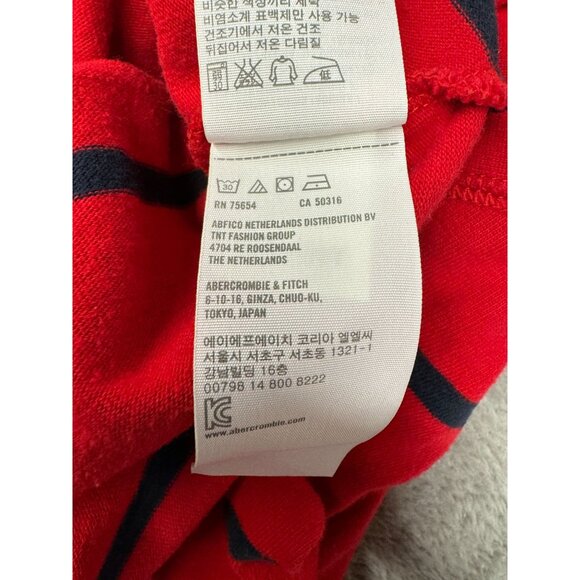 비슷한 색상끼리 세탁
비염소계 표백제만 사용 가능
건조기에서 저온 건조
뒤집어서 저온 다림질
低
30
RN 75654 CA 50316
ABFICO NETHERLANDS DISTRIBUTION BV
TNT FASHION GROUP
4704 RE ROOSENDAAL
THE NETHERLANDS
ABERCROMBIE & FITCH
6-10-16, GINZA, CHUO-KU,
TOKYO, JAPAN
에이에프에이치 코리아 엘엘씨
서울시 서초구 서초동 1321-1
강남빌딩 16층
00798 14 800 8222
www.abercrombie.com